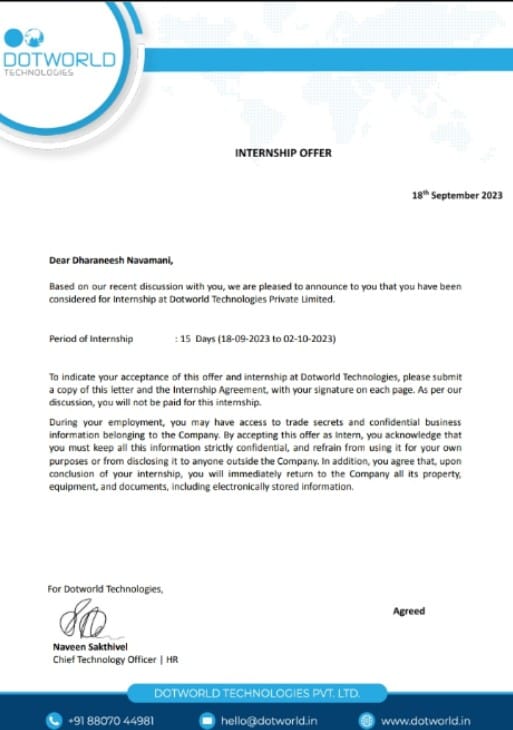 DOTWORLD
TECHNOLOGIES
INTERNSHIP OFFER
18th September 2023
Dear Dharaneesh Navamani,
Based on our recent discussion with you, we are pleased to announce to you that you have been
considered for Internship at Dotworld Technologies Private Limited.
Period of Internship : 15 Days (18-09-2023 to 02-10-2023)
To indicate your acceptance of this offer and internship at Dotworld Technologies, please submit
a copy of this letter and the Internship Agreement, with your signature on each page. As per our
discussion, you will not be paid for this internship.
During your employment, you may have access to trade secrets and confidential business
information belonging to the Company. By accepting this offer as Intern, you acknowledge that
you must keep all this information strictly confidential, and refrain from using it for your own
purposes or from disclosing it to anyone outside the Company. In addition, you agree that, upon
conclusion of your internship, you will immediately return to the Company all its property,
equipment, and documents, including electronically stored information.
For Dotworld Technologies,
Agreed
Naveen Sakthivel
Chief Technology Officer | HR
DOTWORLD TECHNOLOGIES PVT. LTD.
+91 88070 44981 hello@dotworld.in www.dotworld.in